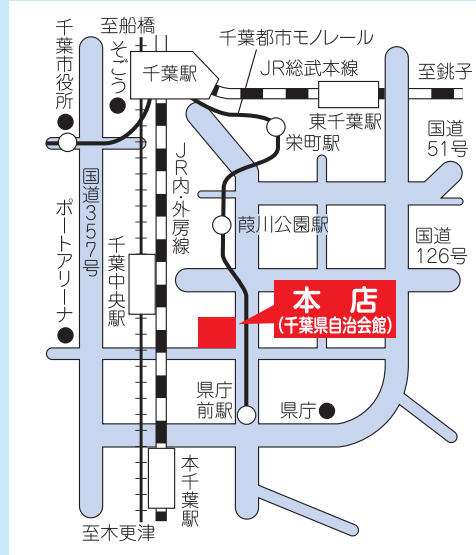 至船橋
千葉都市モノレール
千葉市役所
そごう
千葉駅
JR総武本線
至銚子
東千葉駅
栄町駅
国道
51号
JR内・外房線
国道357号
葭川公園駅
ポートアリーナ
千葉中央駅
国道
126号
本店
(千葉県自治会館)
県庁
前駅
県庁
本千葉駅
至木更津